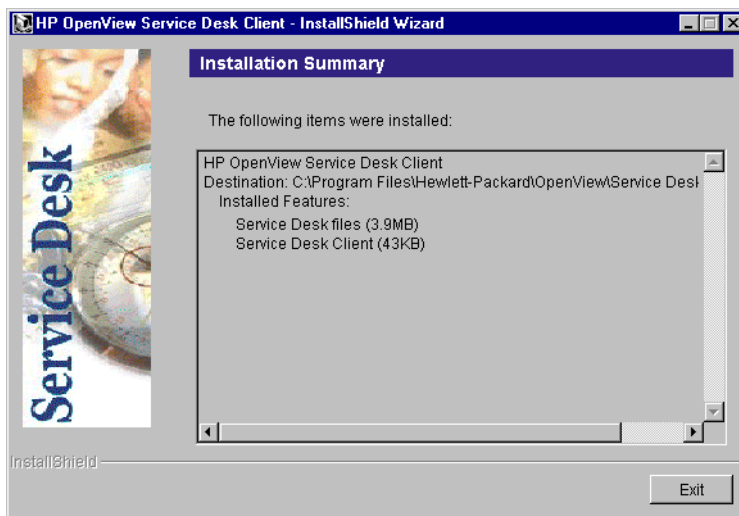 HP OpenView Service Desk Client - InstallShield Wizard
Service Desk
Installation Summary
The following items were installed:
HP OpenView Service Desk Client
Destination: C:\Program Files\Hewlett-Packard\OpenView\Service Desk
Installed Features:
Service Desk files (3.9MB)
Service Desk Client (43KB)
InstallShield
Exit